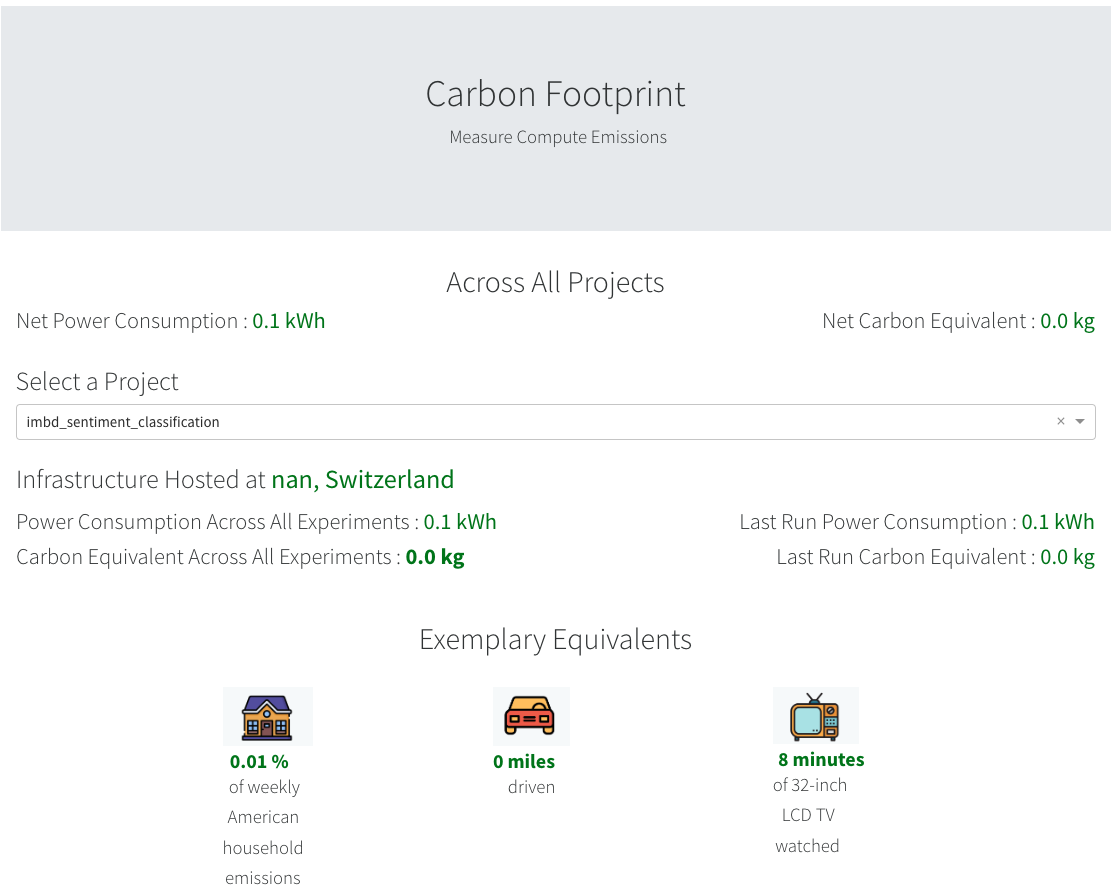 Carbon Footprint
Measure Compute Emissions
Across All Projects
Net Power Consumption : 0.1 kWh
Net Carbon Equivalent : 0.0 kg
Select a Project
imbd_sentiment_classification
Infrastructure Hosted at nan, Switzerland
Power Consumption Across All Experiments : 0.1 kWh
Last Run Power Consumption : 0.1 kWh
Carbon Equivalent Across All Experiments : 0.0 kg
Last Run Carbon Equivalent : 0.0 kg
Exemplary Equivalents
0.01 %
of weekly
American
household
emissions
0 miles
driven
8 minutes
of 32-inch
LCD TV
watched